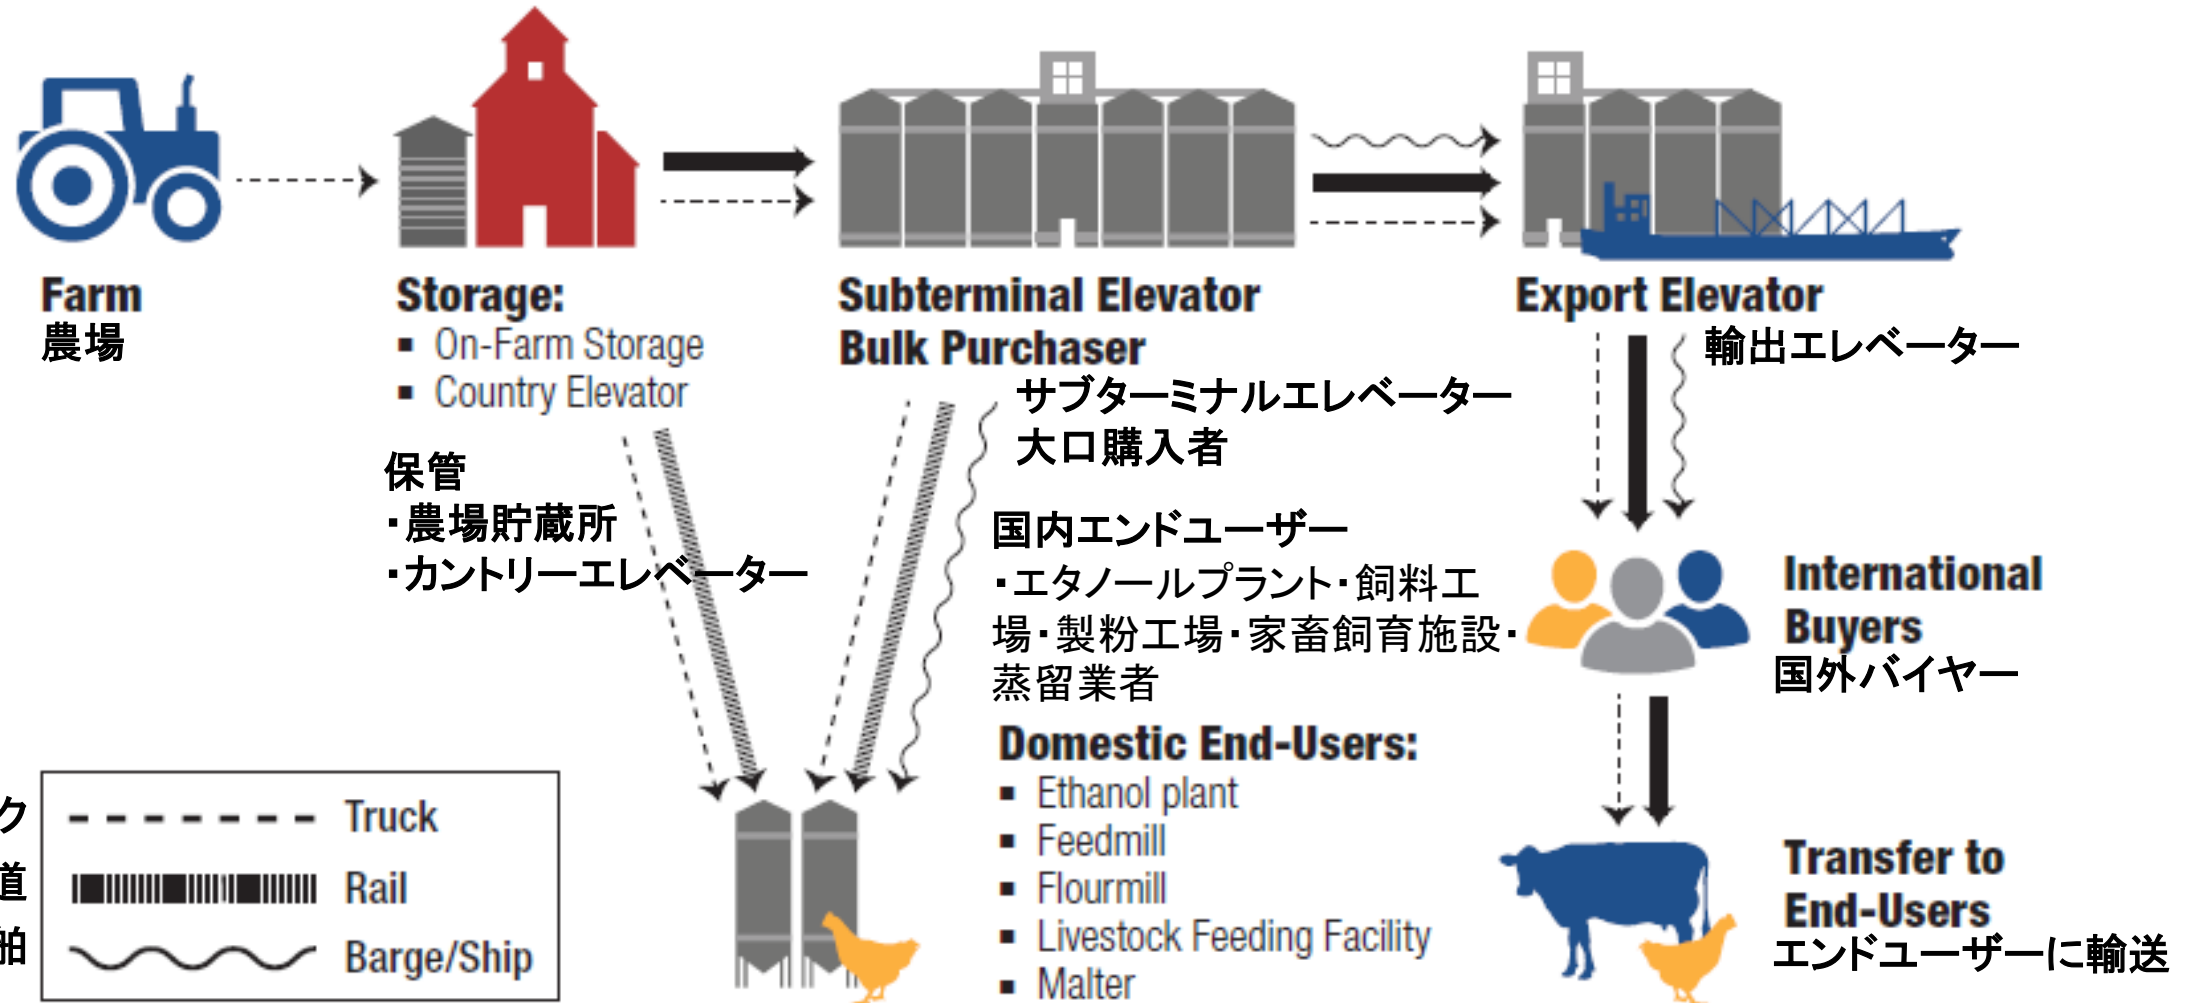 Farm
農場
Storage:
▪ On-Farm Storage
▪ Country Elevator
保管
・農場貯蔵所
・カントリーエレベーター
Subterminal Elevator
Bulk Purchaser
サブターミナルエレベーター
大口購入者
Export Elevator
輸出エレベーター
国内エンドユーザー
・エタノールプラント・飼料工
場・製粉工場・家畜飼育施設・
蒸留業者
Domestic End-Users:
▪ Ethanol plant
▪ Feedmill
▪ Flourmill
▪ Livestock Feeding Facility
▪ Malter
International
Buyers
国外バイヤー
Transfer to
End-Users
エンドユーザーに輸送
ク Truck
道 Rail
舶 Barge/Ship